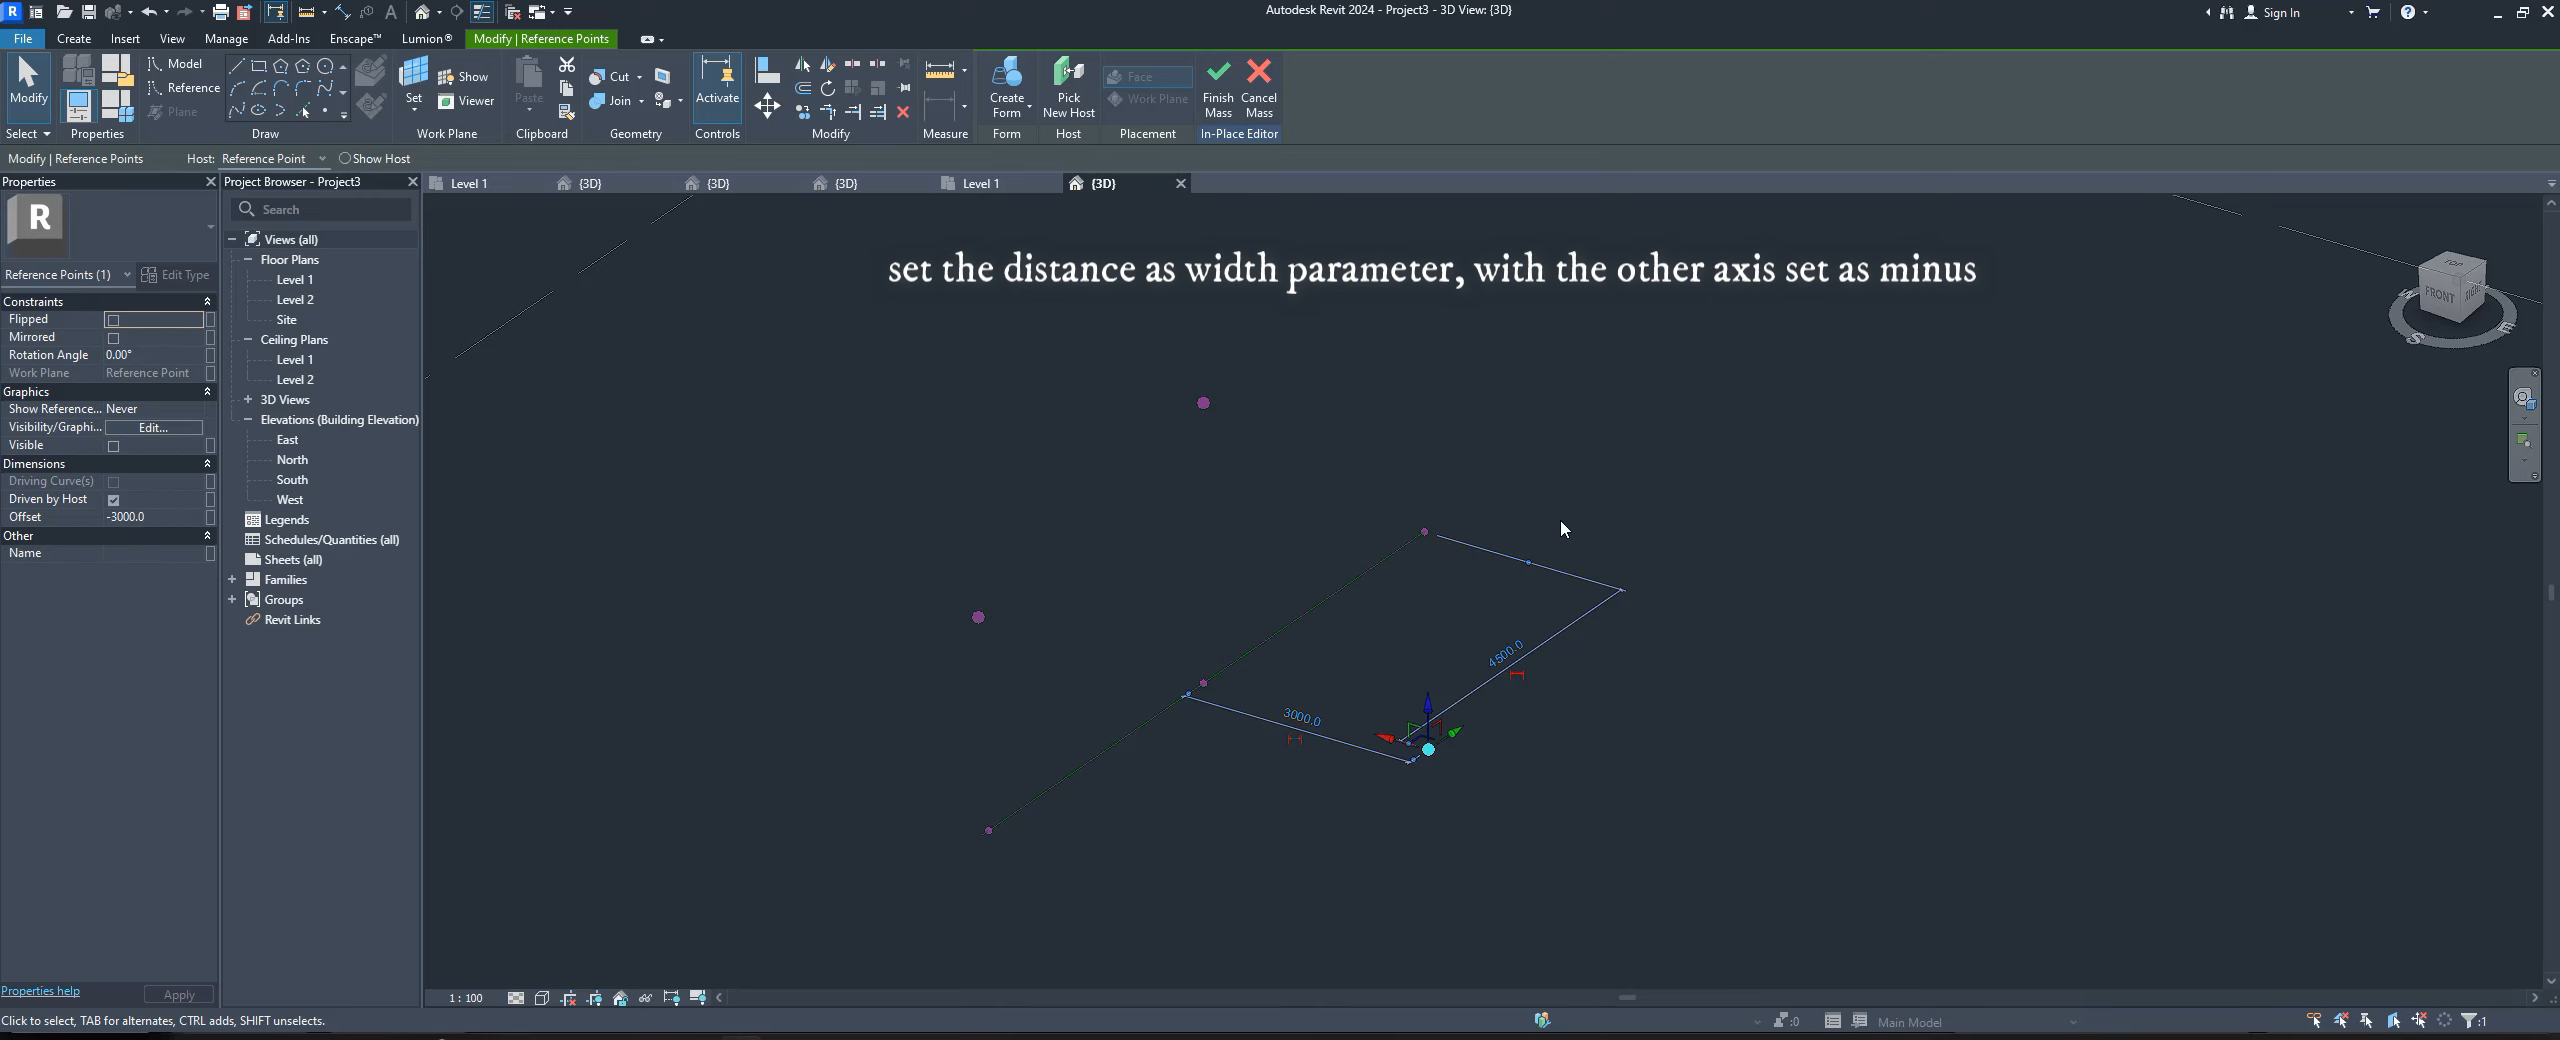 Autodesk Revit 2024 - Project3 - 3D View: {3D}
Sign In
File Create Insert View Manage Add-Ins Enscape™ Lumion® Modify | Reference Points
Modify
Select
Properties
Model
Reference
Plane
Draw
Set
Show
Viewer
Work Plane
Paste
Clipboard
Cut
Join
Geometry
Activate
Controls
Modify
Measure
Create
Form
Form
Pick
New Host
Host
Face
Work Plane
Placement
Finish
Mass
Cancel
Mass
In-Place Editor
Modify | Reference Points Host: Reference Point Show Host
Properties
R
Reference Points (1) Edit Type
Constraints
Flipped
Mirrored
Rotation Angle 0.00°
Work Plane Reference Point
Graphics
Show Reference... Never
Visibility/Graphi... Edit...
Visible
Dimensions
Driving Curve(s)
Driven by Host
Offset -3000.0
Other
Name
Properties help Apply
Project Browser - Project3
Search
Views (all)
Floor Plans
Level 1
Level 2
Site
Ceiling Plans
Level 1
Level 2
3D Views
Elevations (Building Elevation)
East
North
South
West
Legends
Schedules/Quantities (all)
Sheets (all)
Families
Groups
Revit Links
Level 1 {3D} {3D} {3D} Level 1 {3D}
set the distance as width parameter, with the other axis set as minus
TOP
FRONT
RIGHT
W
S
E
4500.0
3000.0
1 : 100
Click to select, TAB for alternates, CTRL adds, SHIFT unselects.
:0
Main Model
:1